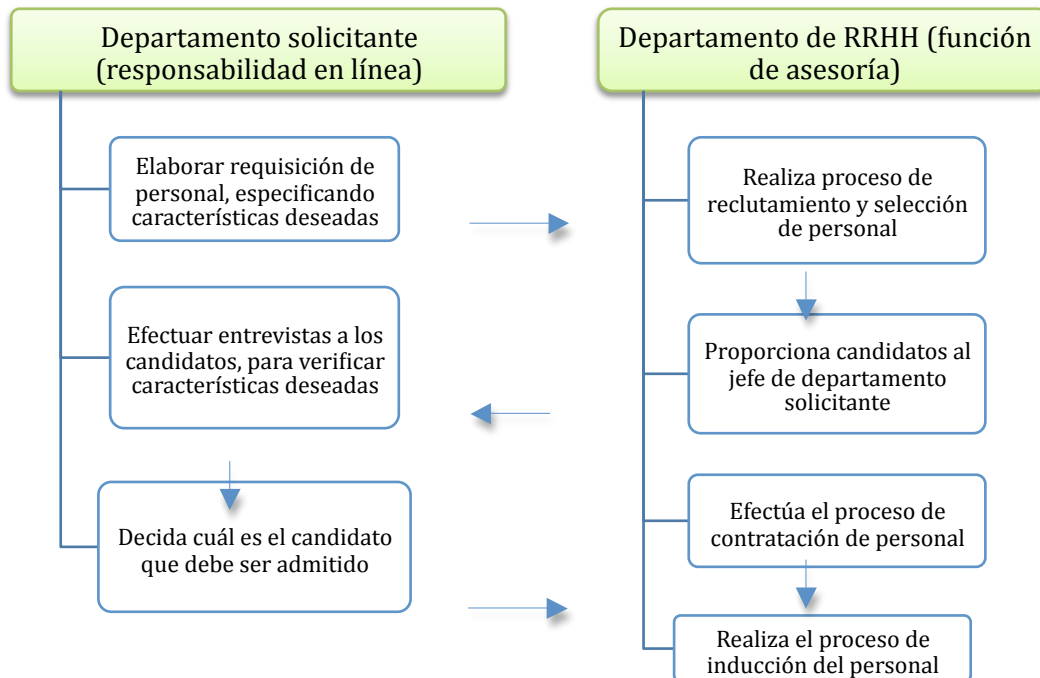 Departamento solicitante
(responsabilidad en línea)
Elaborar requisición de
personal, especificando
características deseadas
Efectuar entrevistas a los
candidatos, para verificar
características deseadas
Decida cuál es el candidato
que debe ser admitido
Departamento de RRHH (función
de asesoría)
Realiza proceso de
reclutamiento y selección
de personal
Proporciona candidatos al
jefe de departamento
solicitante
Efectúa el proceso de
contratación de personal
Realiza el proceso de
inducción del personal